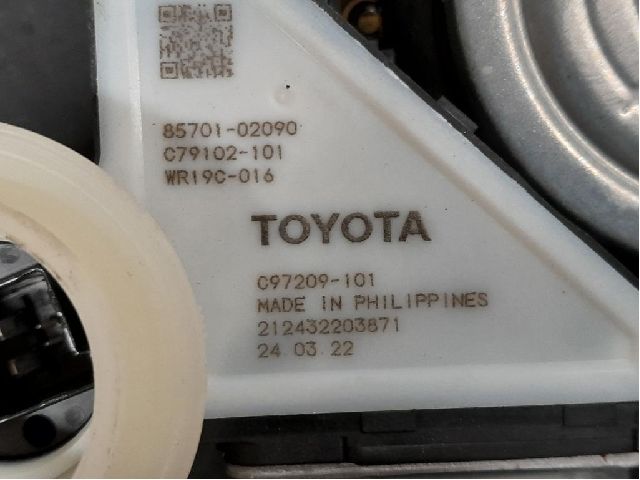 85701-02090
C79102-101
WR19C-016
TOYOTA
C97209-101
MADE IN PHILIPPINES
212432203871
24.03.22